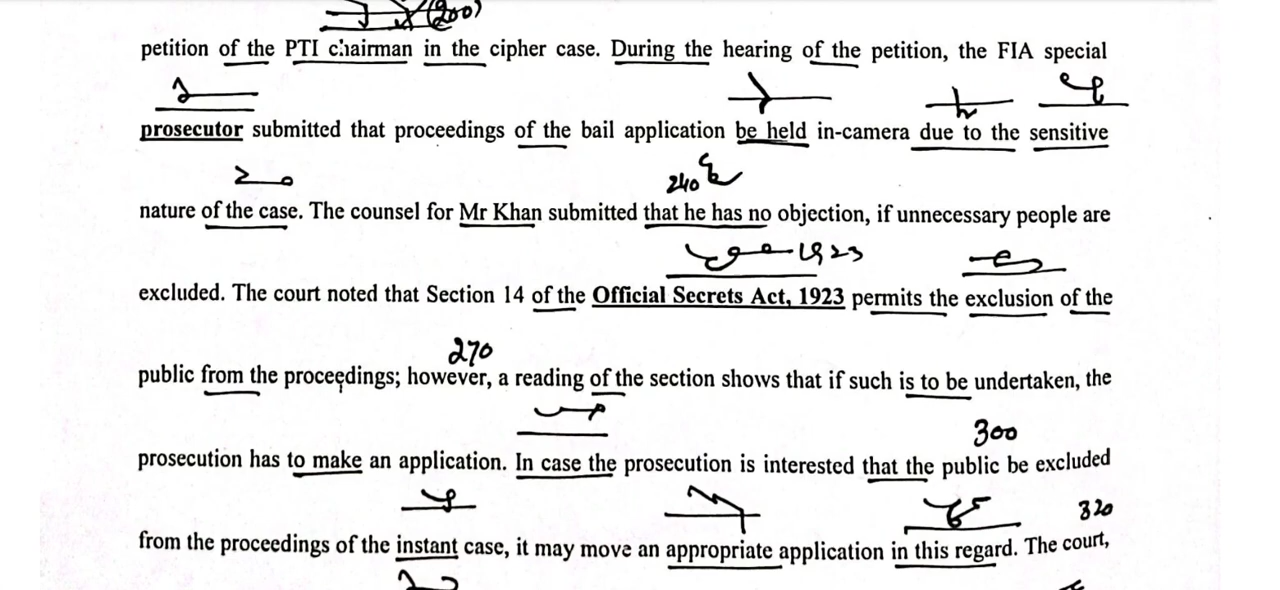 (200)
petition of the PTI chairman in the cipher case. During the hearing of the petition, the FIA special
prosecutor submitted that proceedings of the bail application be held in-camera due to the sensitive
240
nature of the case. The counsel for Mr Khan submitted that he has no objection, if unnecessary people are
1923
excluded. The court noted that Section 14 of the Official Secrets Act, 1923 permits the exclusion of the
270
public from the proceedings; however, a reading of the section shows that if such is to be undertaken, the
300
prosecution has to make an application. In case the prosecution is interested that the public be excluded
320
from the proceedings of the instant case, it may move an appropriate application in this regard. The court,